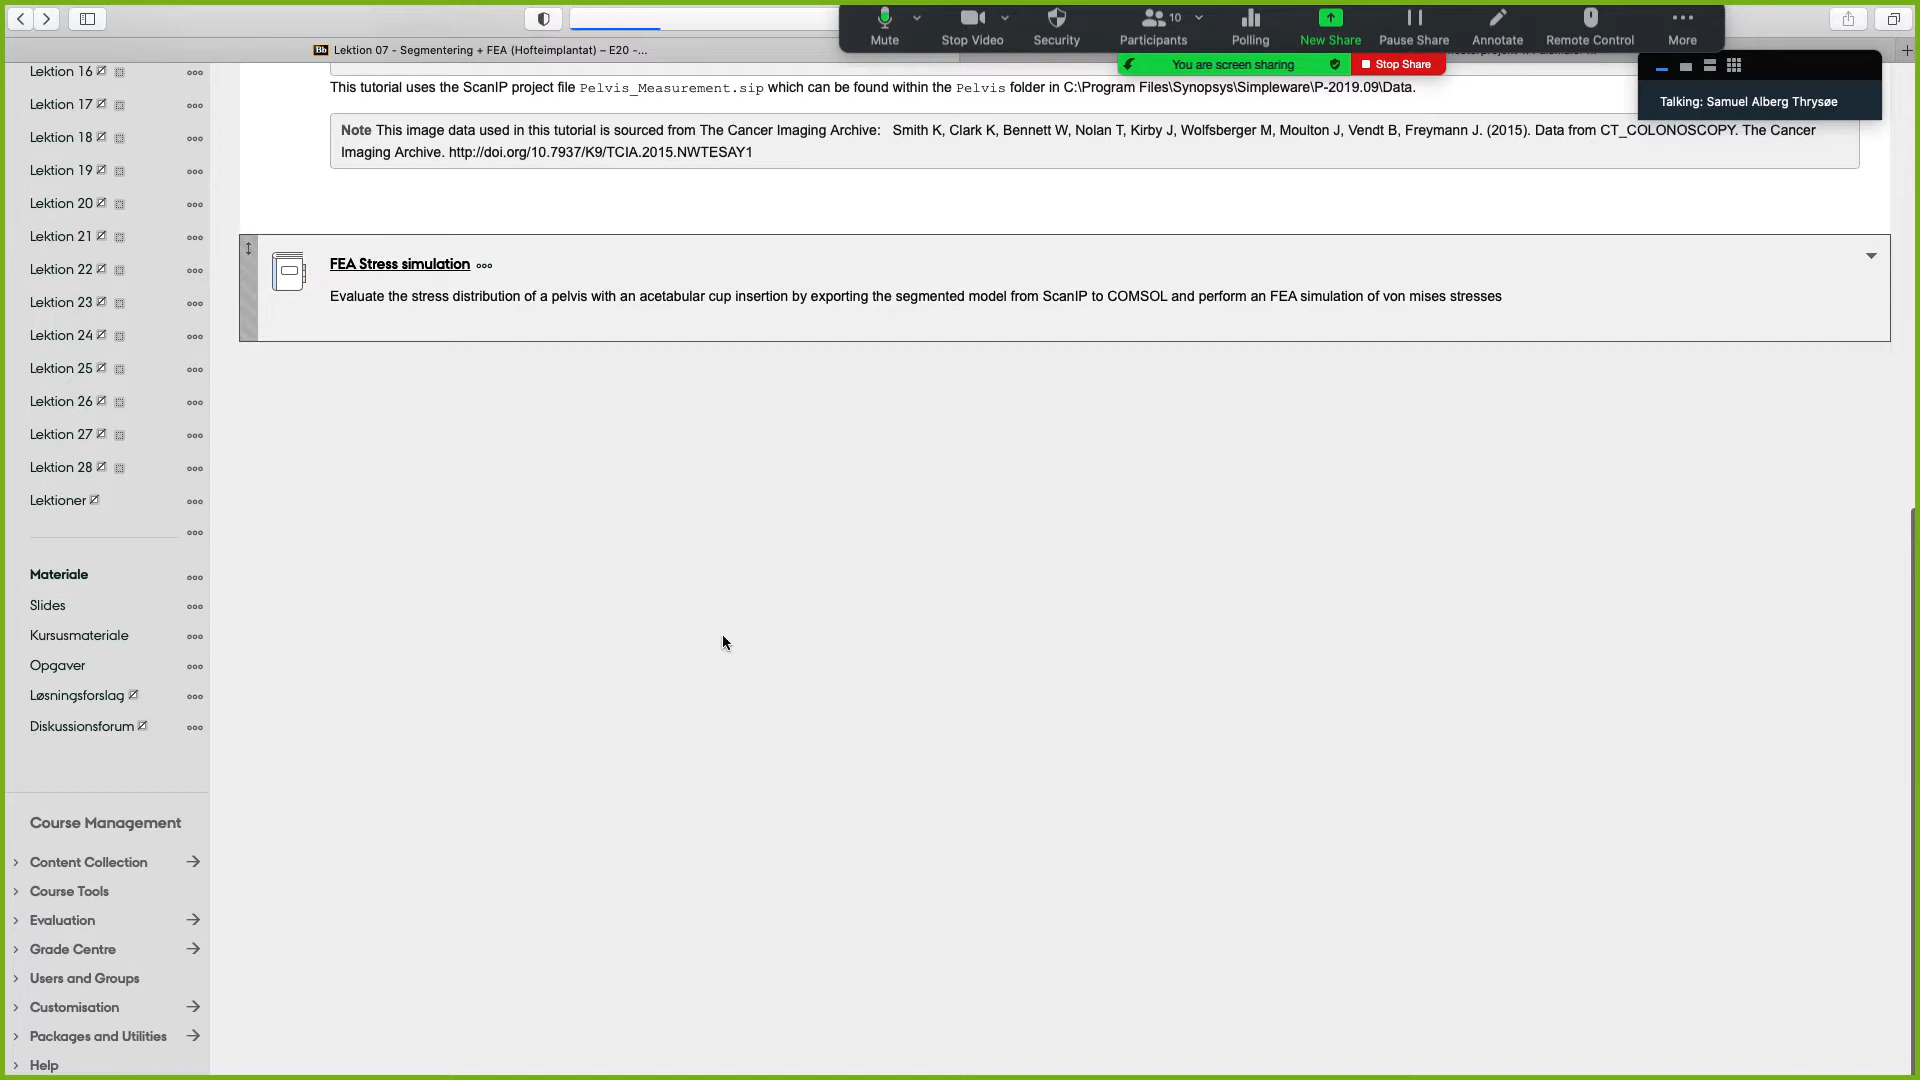 Mute
Stop Video
Security
Participants
10
Polling
New Share
Pause Share
Annotate
Remote Control
More
Bb Lektion 07 - Segmentering + FEA (Hofteimplantat) – E20 -...
You are screen sharing
Stop Share
Talking: Samuel Alberg Thrysøe
Lektion 16
Lektion 17
Lektion 18
Lektion 19
Lektion 20
Lektion 21
Lektion 22
Lektion 23
Lektion 24
Lektion 25
Lektion 26
Lektion 27
Lektion 28
Lektioner
Materiale
Slides
Kursusmateriale
Opgaver
Løsningsforslag
Diskussionsforum
Course Management
Content Collection
Course Tools
Evaluation
Grade Centre
Users and Groups
Customisation
Packages and Utilities
Help
This tutorial uses the ScanIP project file Pelvis_Measurement.sip which can be found within the Pelvis folder in C:\Program Files\Synopsys\Simpleware\P-2019.09\Data.
Note This image data used in this tutorial is sourced from The Cancer Imaging Archive: Smith K, Clark K, Bennett W, Nolan T, Kirby J, Wolfsberger M, Moulton J, Vendt B, Freymann J. (2015). Data from CT_COLONOSCOPY. The Cancer
Imaging Archive. http://doi.org/10.7937/K9/TCIA.2015.NWTESAY1
FEA Stress simulation
Evaluate the stress distribution of a pelvis with an acetabular cup insertion by exporting the segmented model from ScanIP to COMSOL and perform an FEA simulation of von mises stresses